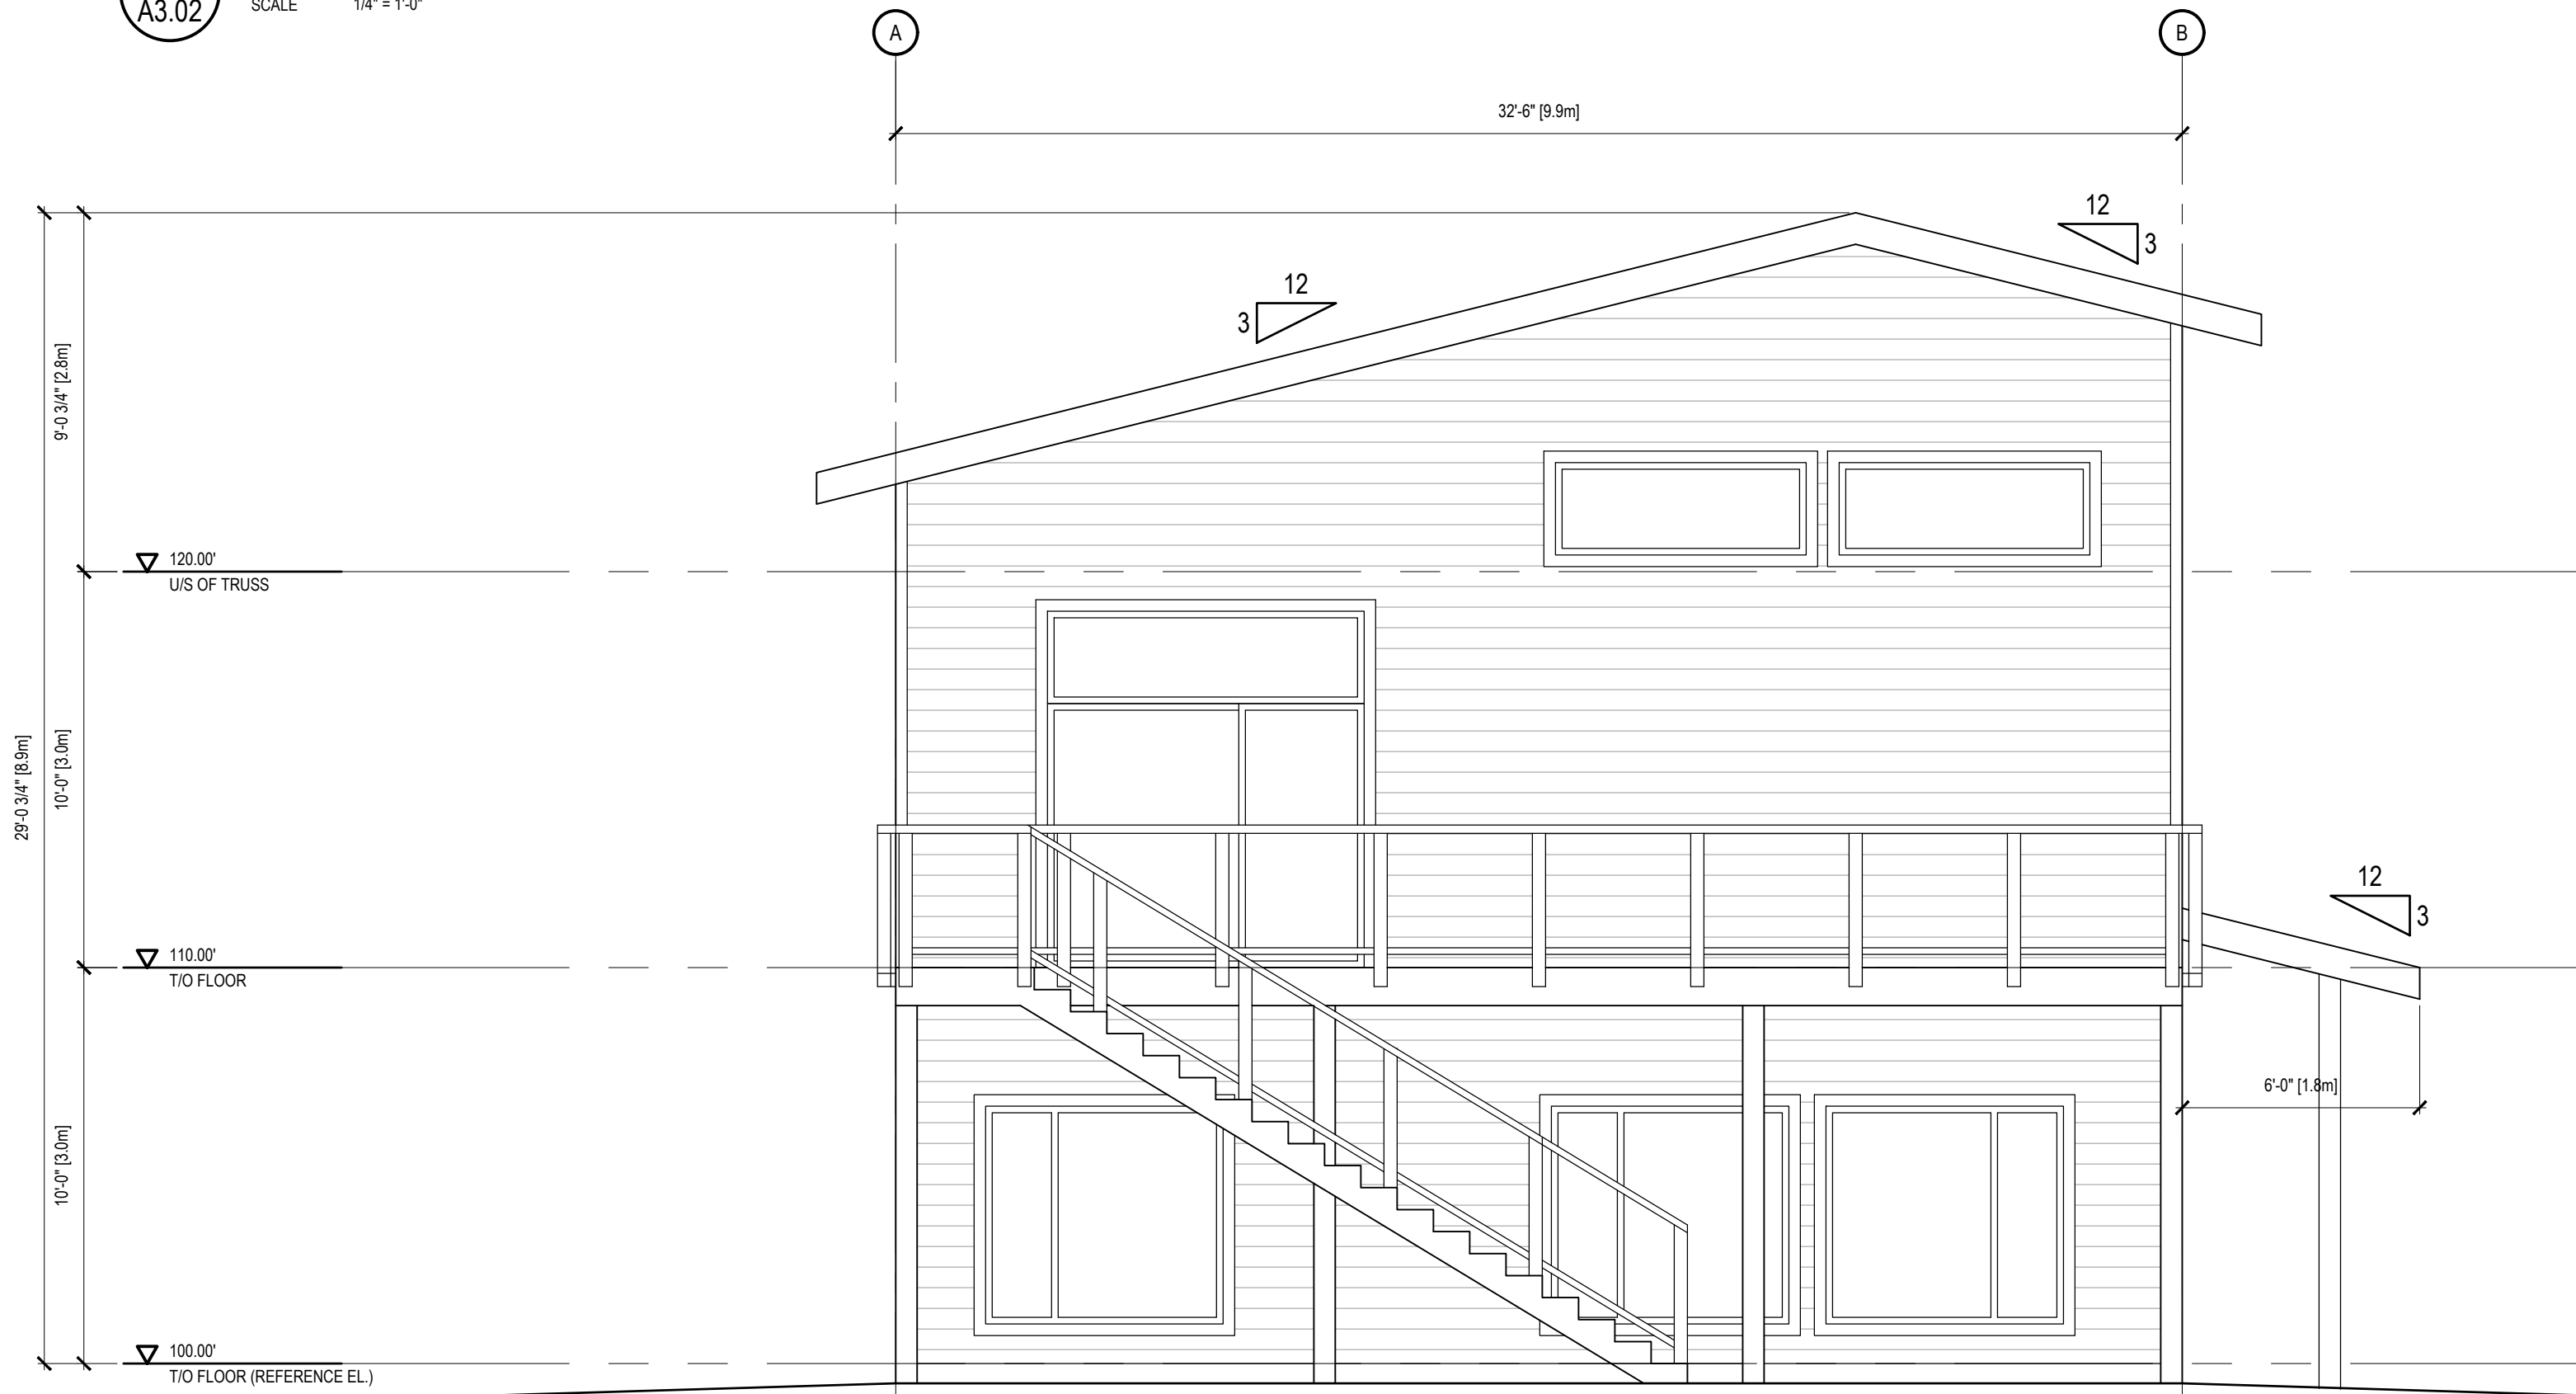 A3.02
SCALE 1/4" = 1'-0"
A
B
32'-6" [9.9m]
12
3
12
3
9'-0 3/4" [2.8m]
120.00'
U/S OF TRUSS
10'-0" [3.0m]
29'-0 3/4" [8.9m]
12
3
110.00'
T/O FLOOR
6'-0" [1.8m]
10'-0" [3.0m]
100.00'
T/O FLOOR (REFERENCE EL.)